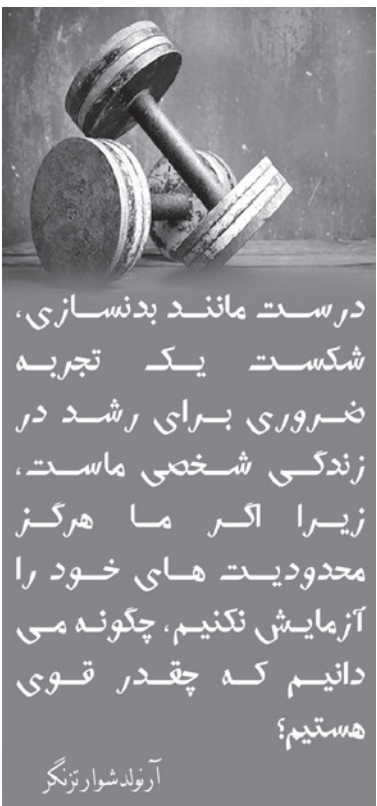 درست مانند بدنسازی،
شکست یک تجربه
ضروری برای رشد در
زندگی شخصی ماست،
زیرا اگر ما هرگز
محدودیت های خود را
آزمایش نکنیم، چگونه می
دانیم که چقدر قوی
هستیم؟
آرنولد شوارتزنگر